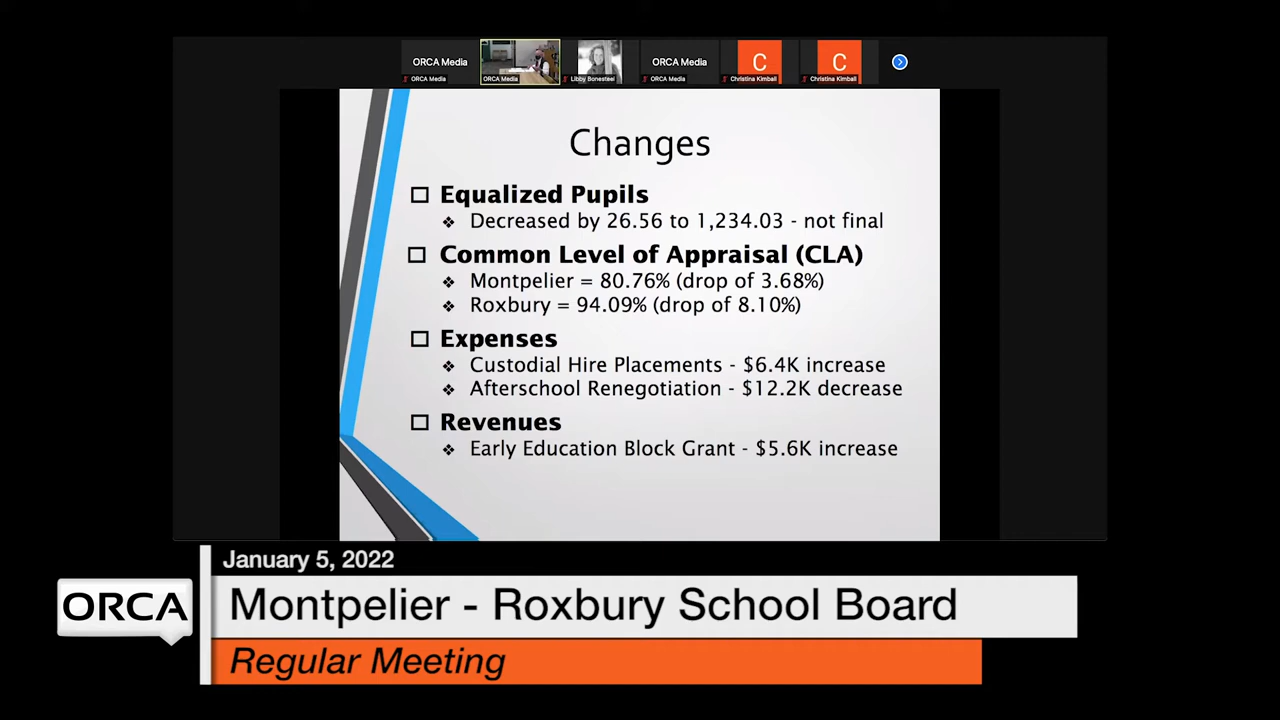 ORCA Media
ORCA Media
ORCA Media
Libby Bonesteel
ORCA Media
ORCA Media
C
Christina Kimball
C
Christina Kimball
Changes
Equalized Pupils
Decreased by 26.56 to 1,234.03 - not final
Common Level of Appraisal (CLA)
Montpelier = 80.76% (drop of 3.68%)
Roxbury = 94.09% (drop of 8.10%)
Expenses
Custodial Hire Placements - $6.4K increase
Afterschool Renegotiation - $12.2K decrease
Revenues
Early Education Block Grant - $5.6K increase
January 5, 2022
ORCA
Montpelier - Roxbury School Board
Regular Meeting